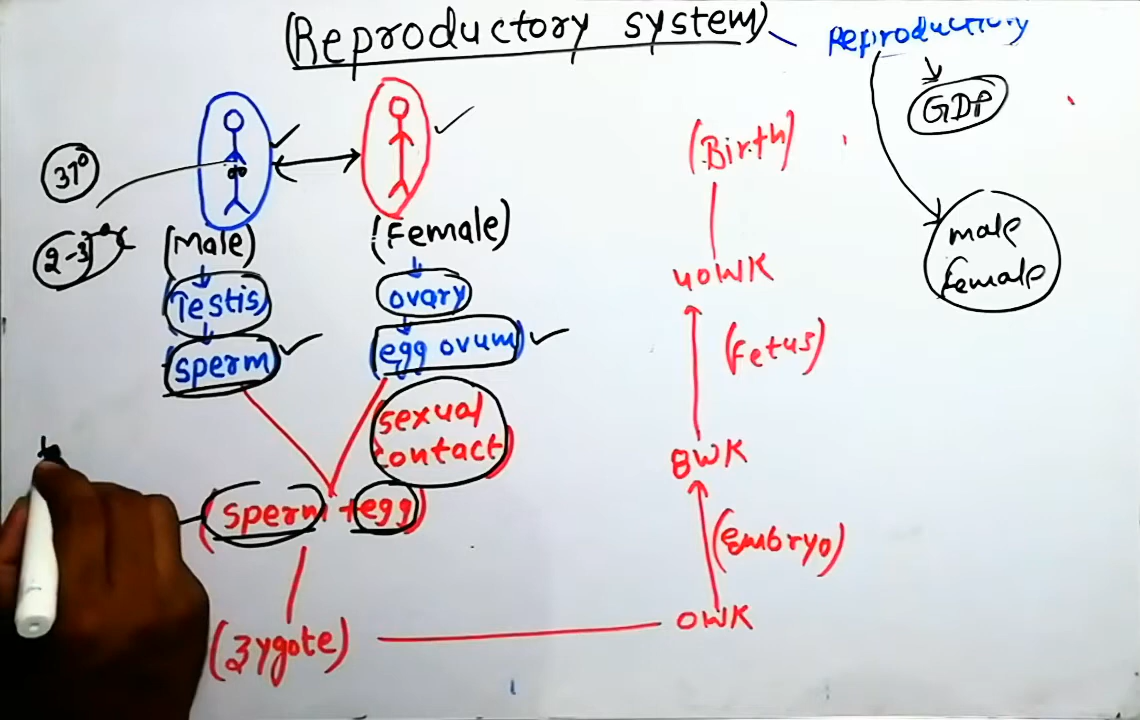 (Reproductory system)
Reproductory
GDP
male
female
37°
2-3
(Male)
(Female)
Testis
ovary
sperm
egg ovum
sexual
contact)
(sperm + egg)
(zygote)
(Birth)
40WK
(Fetus)
8WK
(Embryo)
0WK